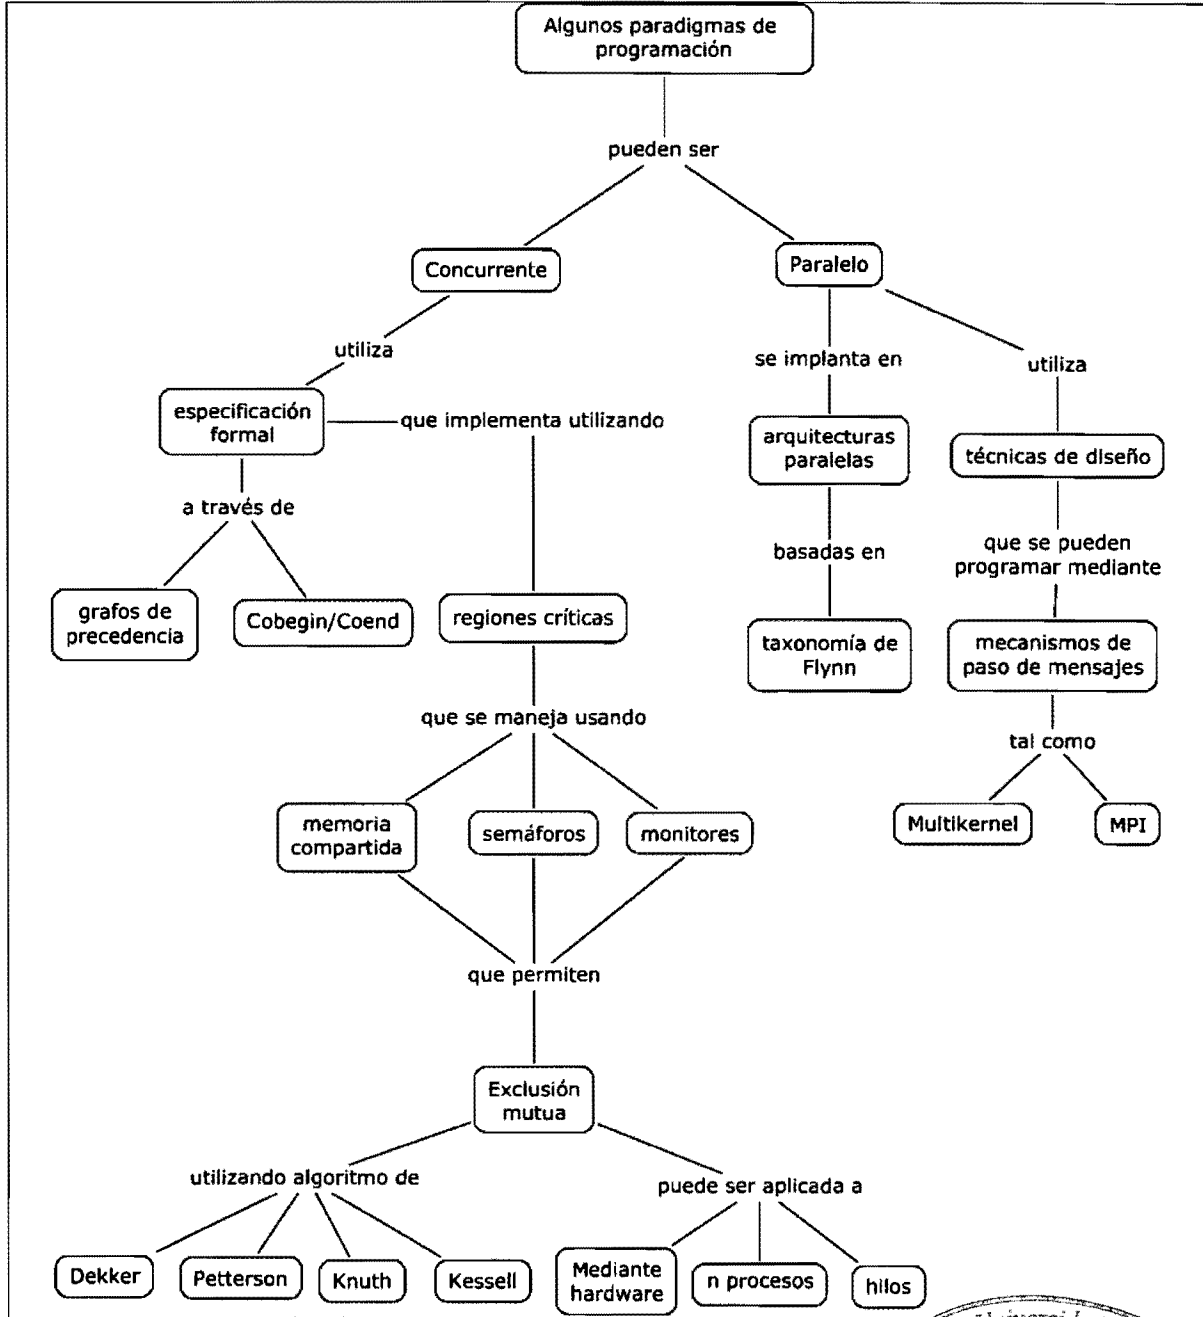 Algunos paradigmas de
programación
pueden ser
Concurrente
Paralelo
utiliza
se implanta en
utiliza
especificación
formal
que implementa utilizando
arquitecturas
paralelas
técnicas de diseño
a través de
basadas en
que se pueden
programar mediante
grafos de
precedencia
Cobegin/Coend
regiones críticas
taxonomía de
Flynn
mecanismos de
paso de mensajes
que se maneja usando
tal como
memoria
compartida
semáforos
monitores
Multikernel
MPI
que permiten
Exclusión
mutua
utilizando algoritmo de
puede ser aplicada a
Dekker
Petterson
Knuth
Kessell
Mediante
hardware
n procesos
hilos